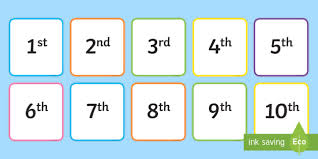 1st 2nd 3rd 4th 5th
6th 7th 8th 9th 10th
ink saving Eco